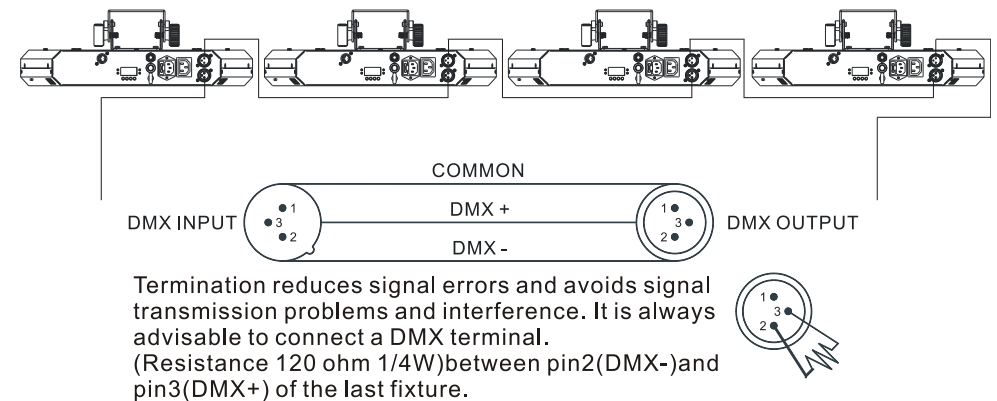 COMMON
DMX INPUT
1
3
2
DMX +
DMX -
1
3
2
DMX OUTPUT
Termination reduces signal errors and avoids signal
transmission problems and interference. It is always
advisable to connect a DMX terminal.
(Resistance 120 ohm 1/4W)between pin2(DMX-)and
pin3(DMX+) of the last fixture.
1
3
2